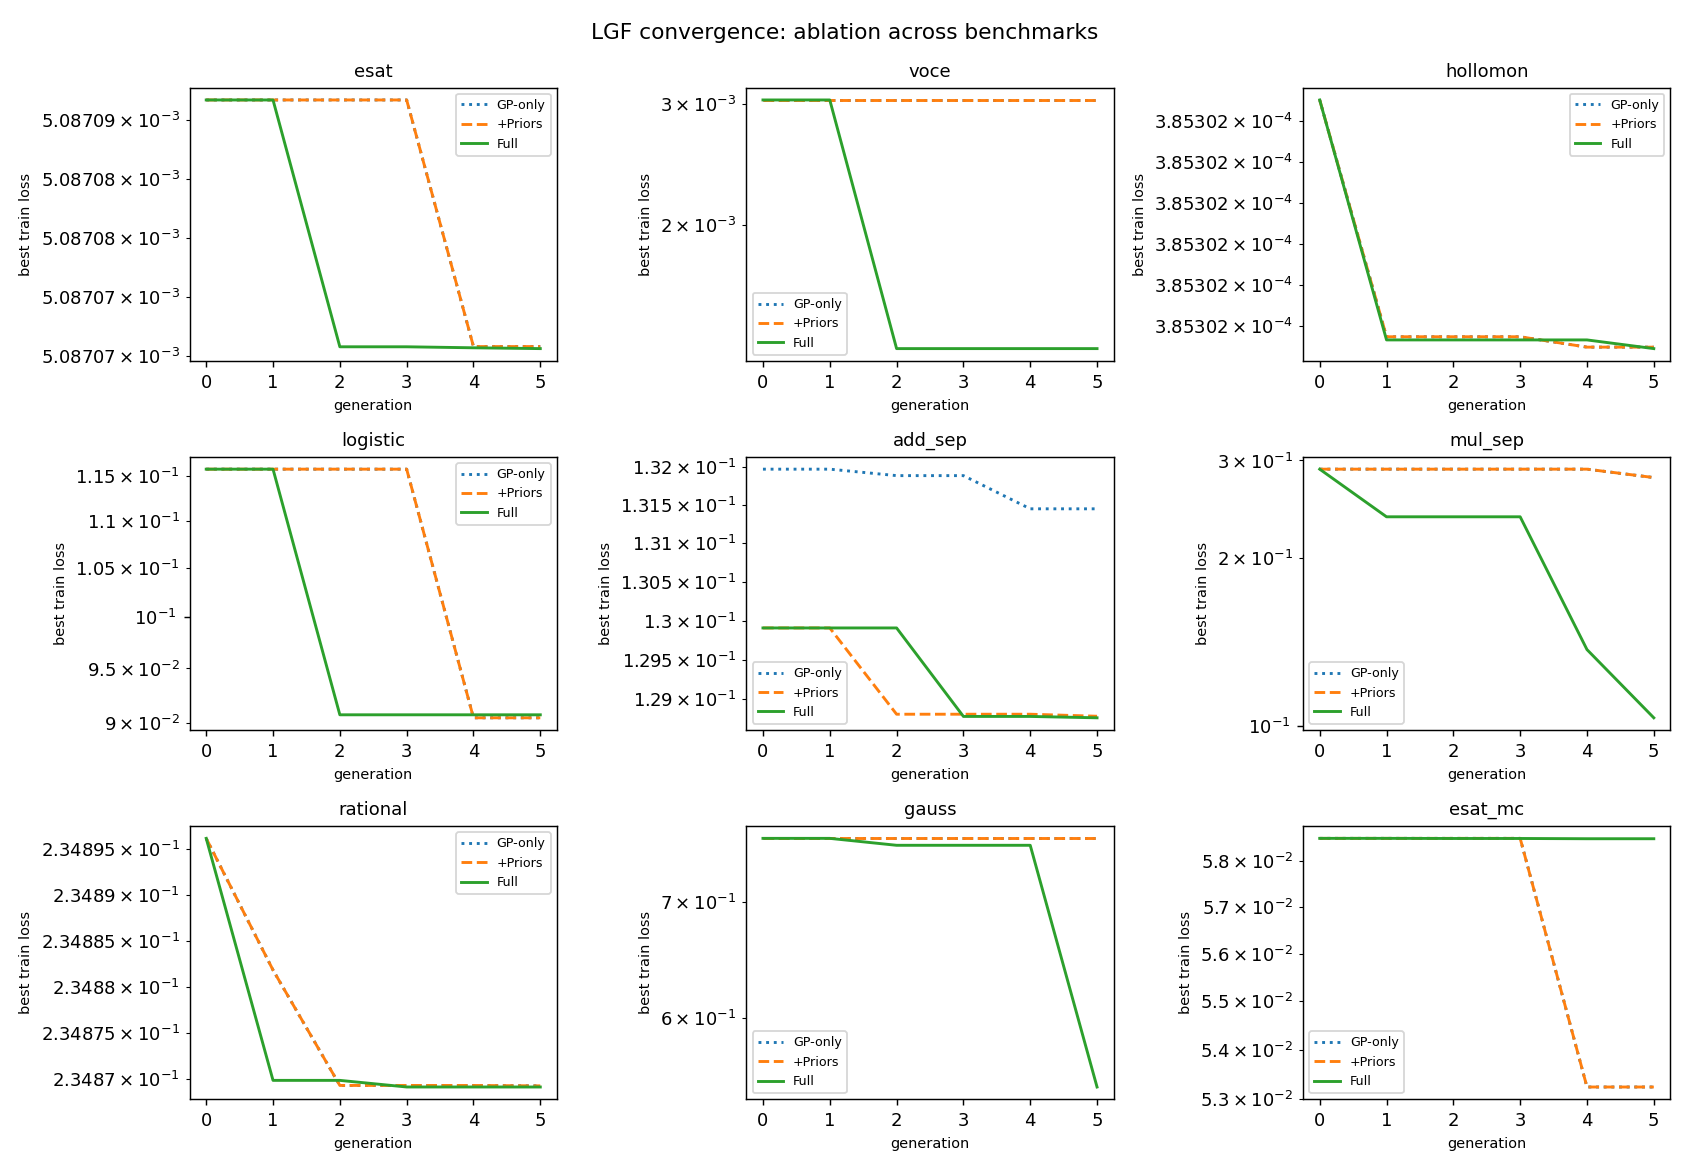 LGF convergence: ablation across benchmarks
esat
best train loss
5.08709 × 10⁻³
5.08708 × 10⁻³
5.08708 × 10⁻³
5.08707 × 10⁻³
5.08707 × 10⁻³
GP-only
+Priors
Full
0 1 2 3 4 5
generation
voce
best train loss
3 × 10⁻³
2 × 10⁻³
GP-only
+Priors
Full
0 1 2 3 4 5
generation
hollomon
best train loss
3.85302 × 10⁻⁴
3.85302 × 10⁻⁴
3.85302 × 10⁻⁴
3.85302 × 10⁻⁴
3.85302 × 10⁻⁴
3.85302 × 10⁻⁴
GP-only
+Priors
Full
0 1 2 3 4 5
generation
logistic
best train loss
1.15 × 10⁻¹
1.1 × 10⁻¹
1.05 × 10⁻¹
10⁻¹
9.5 × 10⁻²
9 × 10⁻²
GP-only
+Priors
Full
0 1 2 3 4 5
generation
add_sep
best train loss
1.32 × 10⁻¹
1.315 × 10⁻¹
1.31 × 10⁻¹
1.305 × 10⁻¹
1.3 × 10⁻¹
1.295 × 10⁻¹
1.29 × 10⁻¹
GP-only
+Priors
Full
0 1 2 3 4 5
generation
mul_sep
best train loss
3 × 10⁻¹
2 × 10⁻¹
10⁻¹
GP-only
+Priors
Full
0 1 2 3 4 5
generation
rational
best train loss
2.34895 × 10⁻¹
2.3489 × 10⁻¹
2.34885 × 10⁻¹
2.3488 × 10⁻¹
2.34875 × 10⁻¹
2.3487 × 10⁻¹
GP-only
+Priors
Full
0 1 2 3 4 5
generation
gauss
best train loss
7 × 10⁻¹
6 × 10⁻¹
GP-only
+Priors
Full
0 1 2 3 4 5
generation
esat_mc
best train loss
5.8 × 10⁻²
5.7 × 10⁻²
5.6 × 10⁻²
5.5 × 10⁻²
5.4 × 10⁻²
5.3 × 10⁻²
GP-only
+Priors
Full
0 1 2 3 4 5
generation